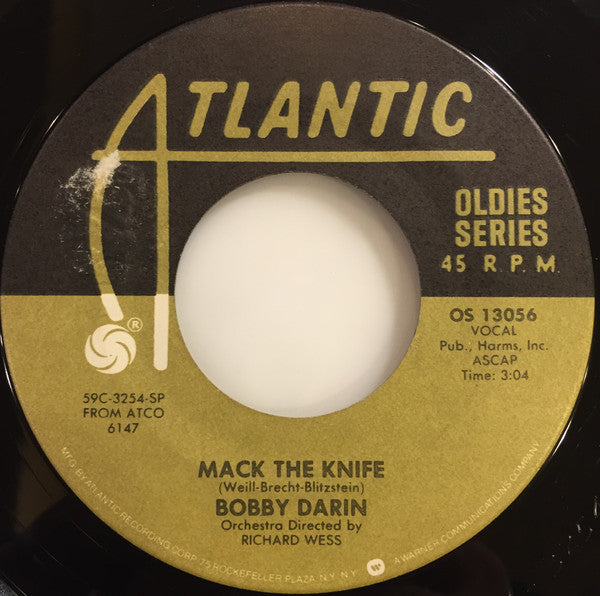 ATLANTIC
OLDIES
SERIES
45 R.P.M.
®
OS 13056
VOCAL
Pub., Harms, Inc.
ASCAP
Time: 3:04
59C-3254-SP
FROM ATCO
6147
MACK THE KNIFE
(Weill-Brecht-Blitzstein)
BOBBY DARIN
Orchestra Directed by
RICHARD WESS
MFG. BY ATLANTIC RECORDING CORP. 75 ROCKEFELLER PLAZA, N.Y. N.Y. A WARNER COMMUNICATIONS COMPANY